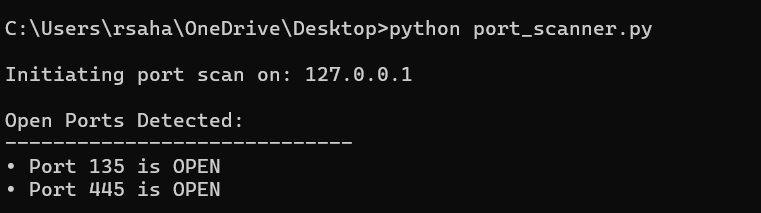 C:\Users\rsaha\OneDrive\Desktop>python port_scanner.py
Initiating port scan on: 127.0.0.1
Open Ports Detected:
-----------------------------
• Port 135 is OPEN
• Port 445 is OPEN